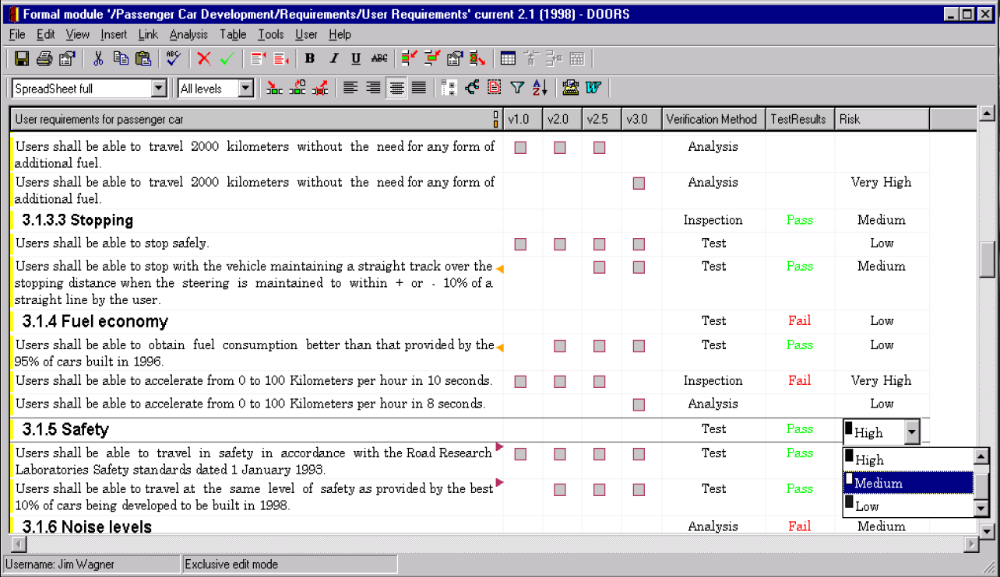 Formal module '/Passenger Car Development/Requirements/User Requirements' current 2.1 (1998) - DOORS
File Edit View Insert Link Analysis Table Tools User Help
ABC
B I U ABC
SpreadSheet full All levels
A Z W
User requirements for passenger car v1.0 v2.0 v2.5 v3.0 Verification Method TestResults Risk
Users shall be able to travel 2000 kilometers without the need for any form of Analysis
additional fuel.
Users shall be able to travel 2000 kilometers without the need for any form of Analysis Very High
additional fuel.
3.1.3.3 Stopping Inspection Pass Medium
Users shall be able to stop safely. Test Low
Users shall be able to stop with the vehicle maintaining a straight track over the Test Pass Medium
stopping distance when the steering is maintained to within + or - 10% of a
straight line by the user.
3.1.4 Fuel economy Test Fail Low
Users shall be able to obtain fuel consumption better than that provided by the Test Pass Low
95% of cars built in 1996.
Users shall be able to accelerate from 0 to 100 Kilometers per hour in 10 seconds. Inspection Fail Very High
Users shall be able to accelerate from 0 to 100 Kilometers per hour in 8 seconds. Analysis Low
3.1.5 Safety Test Pass High
Users shall be able to travel in safety in accordance with the Road Research Test Pass High
Laboratories Safety standards dated 1 January 1993.
Medium
Users shall be able to travel at the same level of safety as provided by the best Test Pass
10% of cars being developed to be built in 1998. Low
3.1.6 Noise levels Analysis Fail Medium
Username: Jim Wagner Exclusive edit mode